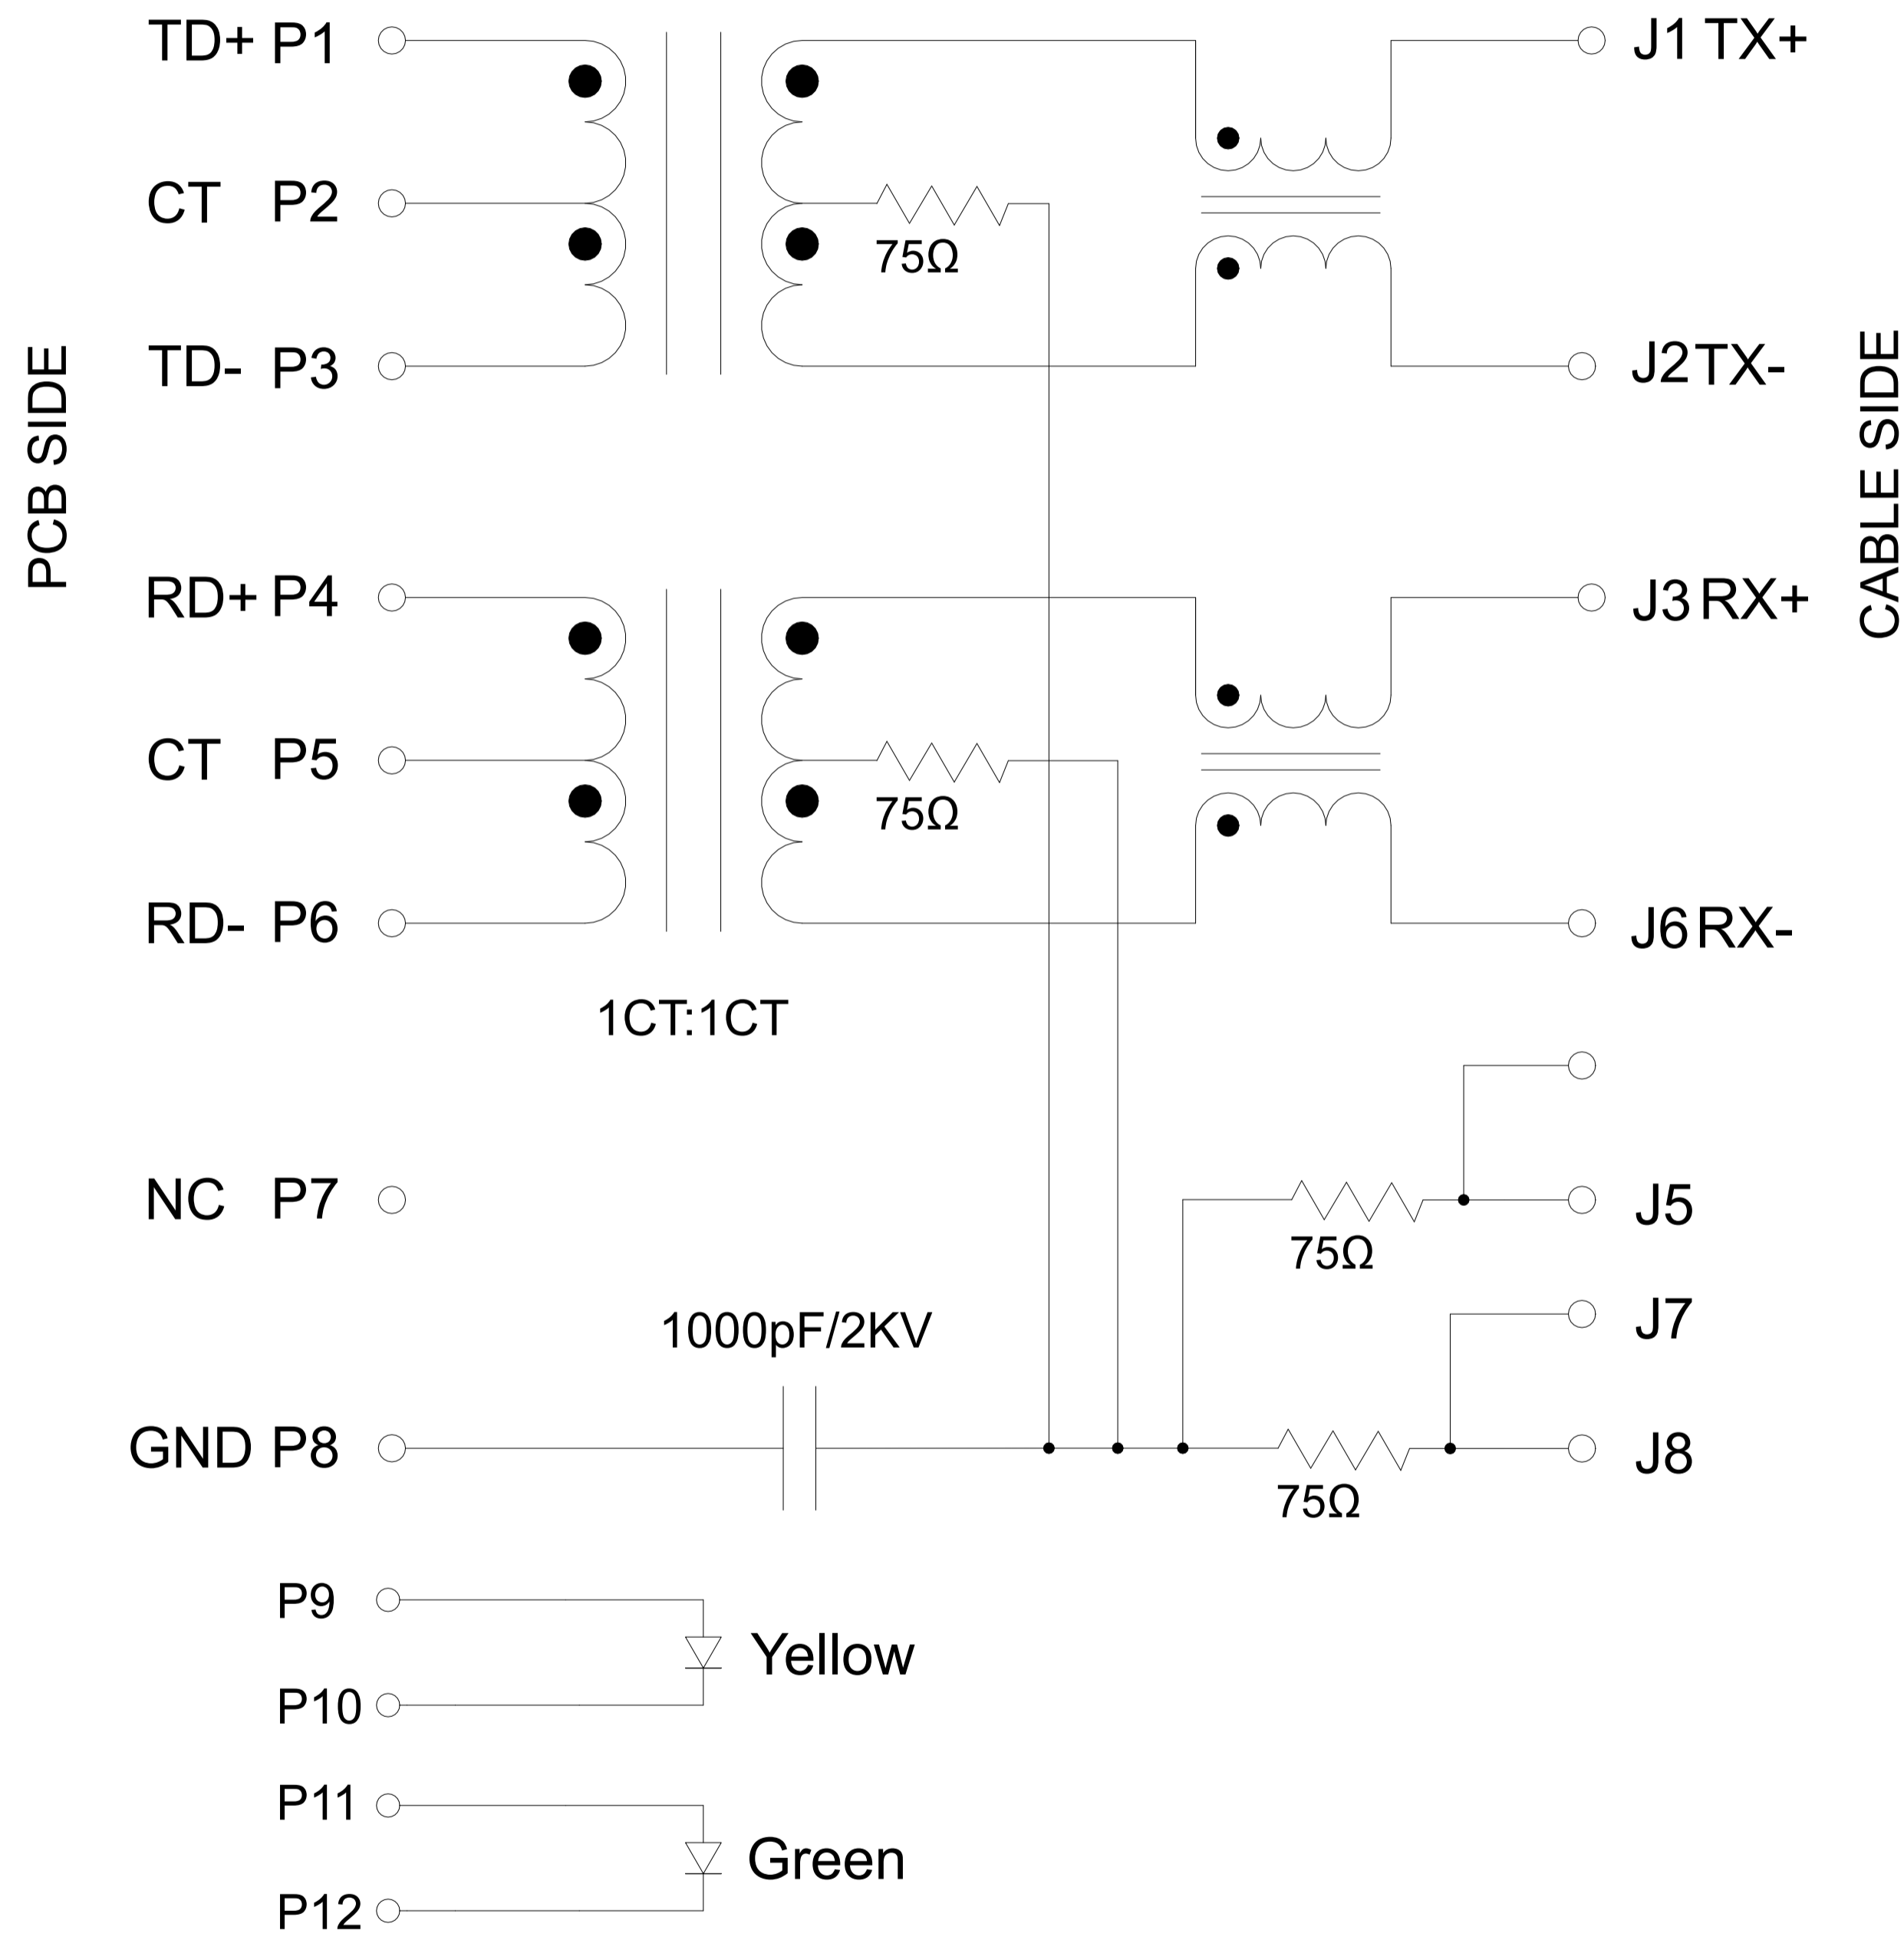 TD+ P1
J1 TX+
CT P2
75Ω
TD- P3
J2 TX-
PCB SIDE
CABLE SIDE
RD+ P4
J3 RX+
CT P5
75Ω
RD- P6
J6 RX-
1CT:1CT
NC P7
J5
75Ω
J7
1000pF/2KV
GND P8
J8
75Ω
P9
Yellow
P10
P11
Green
P12